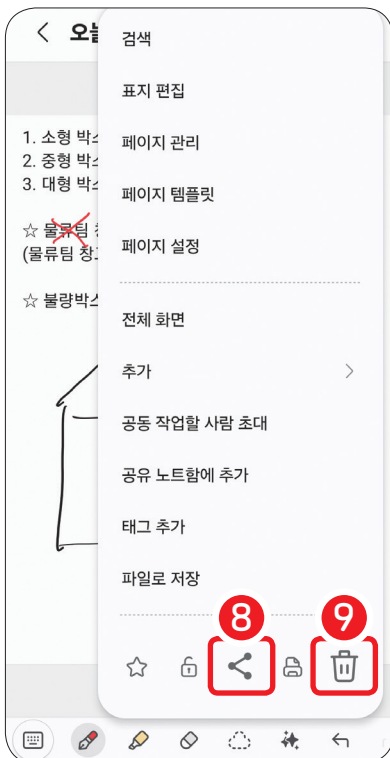 오늘
검색
표지 편집
페이지 관리
페이지 템플릿
페이지 설정
전체 화면
추가
공동 작업할 사람 초대
공유 노트함에 추가
태그 추가
파일로 저장
1. 소형 박스
2. 중형 박스
3. 대형 박스
☆ 물류팀 창
(물류팀 창고
☆ 불량박스
8
9